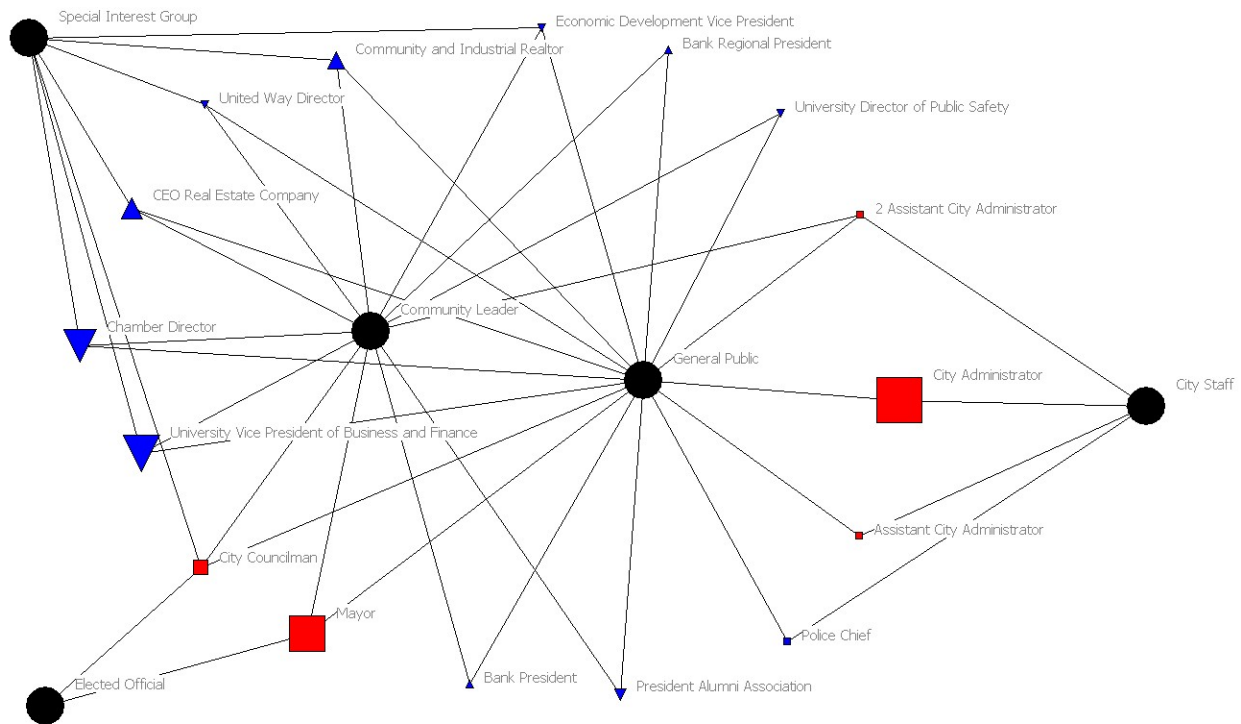 Special Interest Group
Economic Development Vice President
Community and Industrial Realtor
Bank Regional President
United Way Director
University Director of Public Safety
CEO Real Estate Company
2 Assistant City Administrator
Community Leader
Chamber Director
General Public
City Administrator
City Staff
University Vice President of Business and Finance
Assistant City Administrator
City Councilman
Mayor
Police Chief
Elected Official
Bank President
President Alumni Association